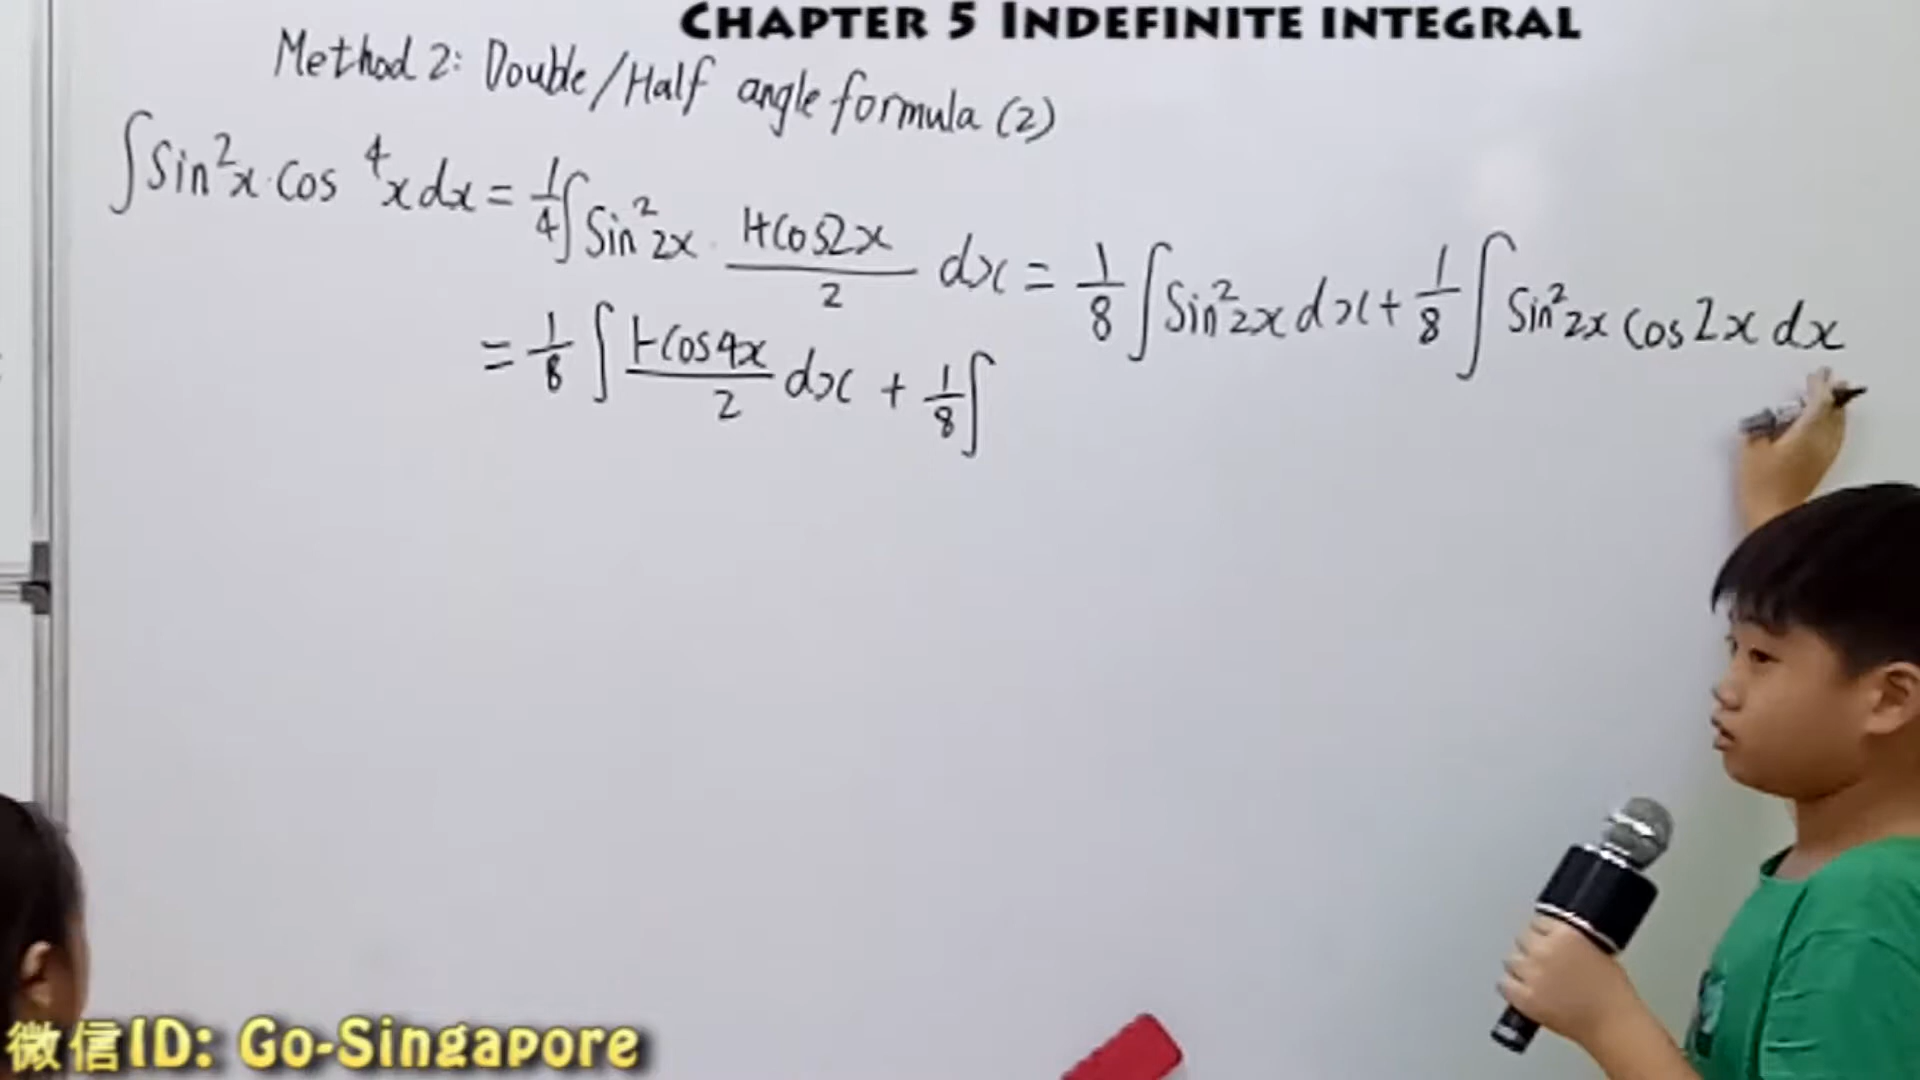 CHAPTER 5 INDEFINITE INTEGRAL
Method 2: Double/Half angle formula (2)
∫Sin²x·Cos ⁴x dx = 1/4 ∫Sin²2x · (1+Cos2x)/2 dx = 1/8 ∫Sin²2x dx + 1/8 ∫Sin²2x Cos2x dx
= 1/8 ∫(1-Cos4x)/2 dx + 1/8 ∫
微信ID: Go-Singapore